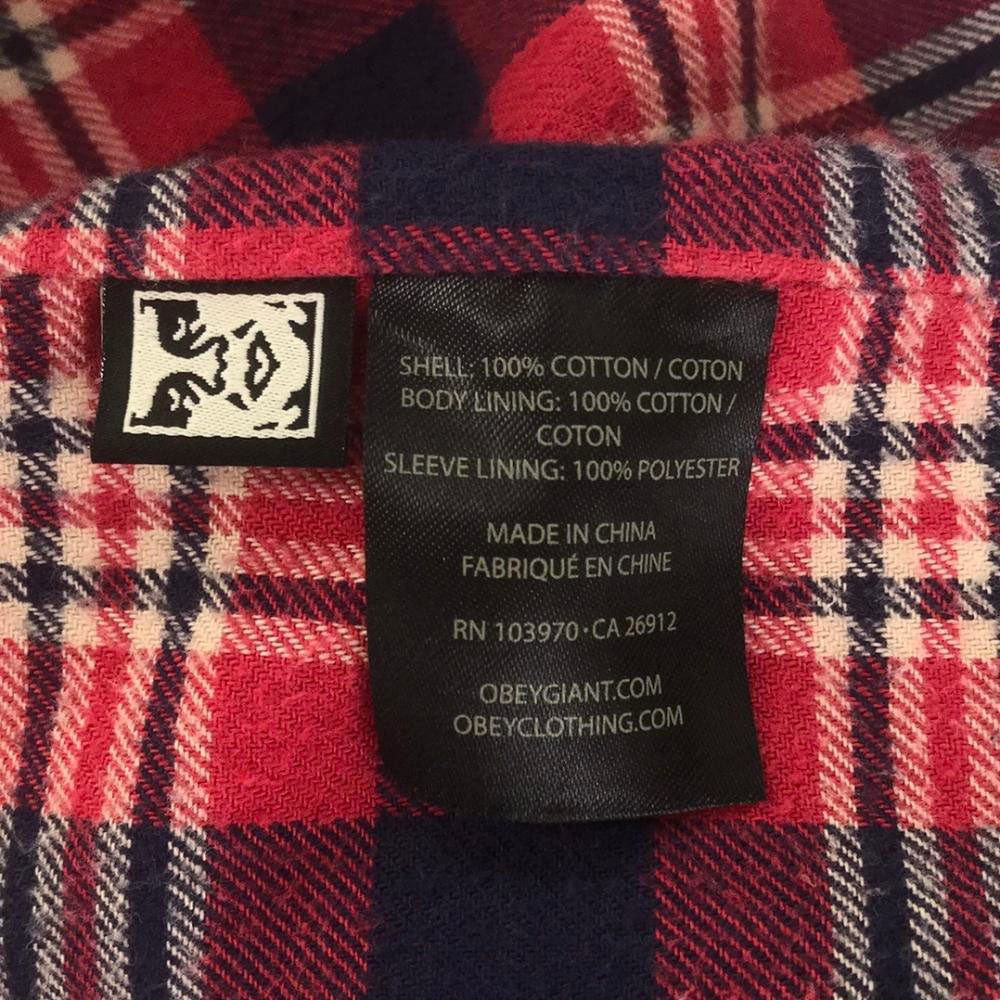 SHELL: 100% COTTON / COTON
BODY LINING: 100% COTTON /
COTON
SLEEVE LINING: 100% POLYESTER
MADE IN CHINA
FABRIQUÉ EN CHINE
RN 103970·CA 26912
OBEYGIANT.COM
OBEYCLOTHING.COM